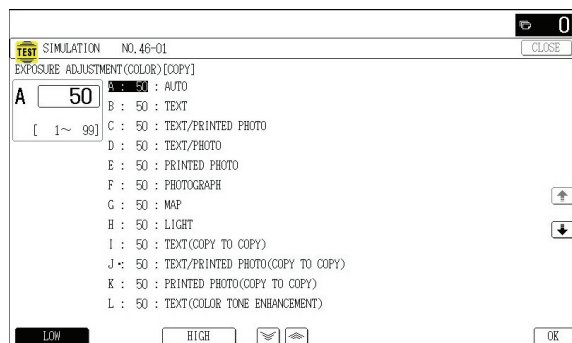 0
TEST SIMULATION NO.46-01 CLOSE
EXPOSURE ADJUSTMENT(COLOR)[COPY]
A 50
[ 1~ 99]
A : 50 : AUTO
B : 50 : TEXT
C : 50 : TEXT/PRINTED PHOTO
D : 50 : TEXT/PHOTO
E : 50 : PRINTED PHOTO
F : 50 : PHOTOGRAPH
G : 50 : MAP
H : 50 : LIGHT
I : 50 : TEXT(COPY TO COPY)
J : 50 : TEXT/PRINTED PHOTO(COPY TO COPY)
K : 50 : PRINTED PHOTO(COPY TO COPY)
L : 50 : TEXT(COLOR TONE ENHANCEMENT)
LOW HIGH OK